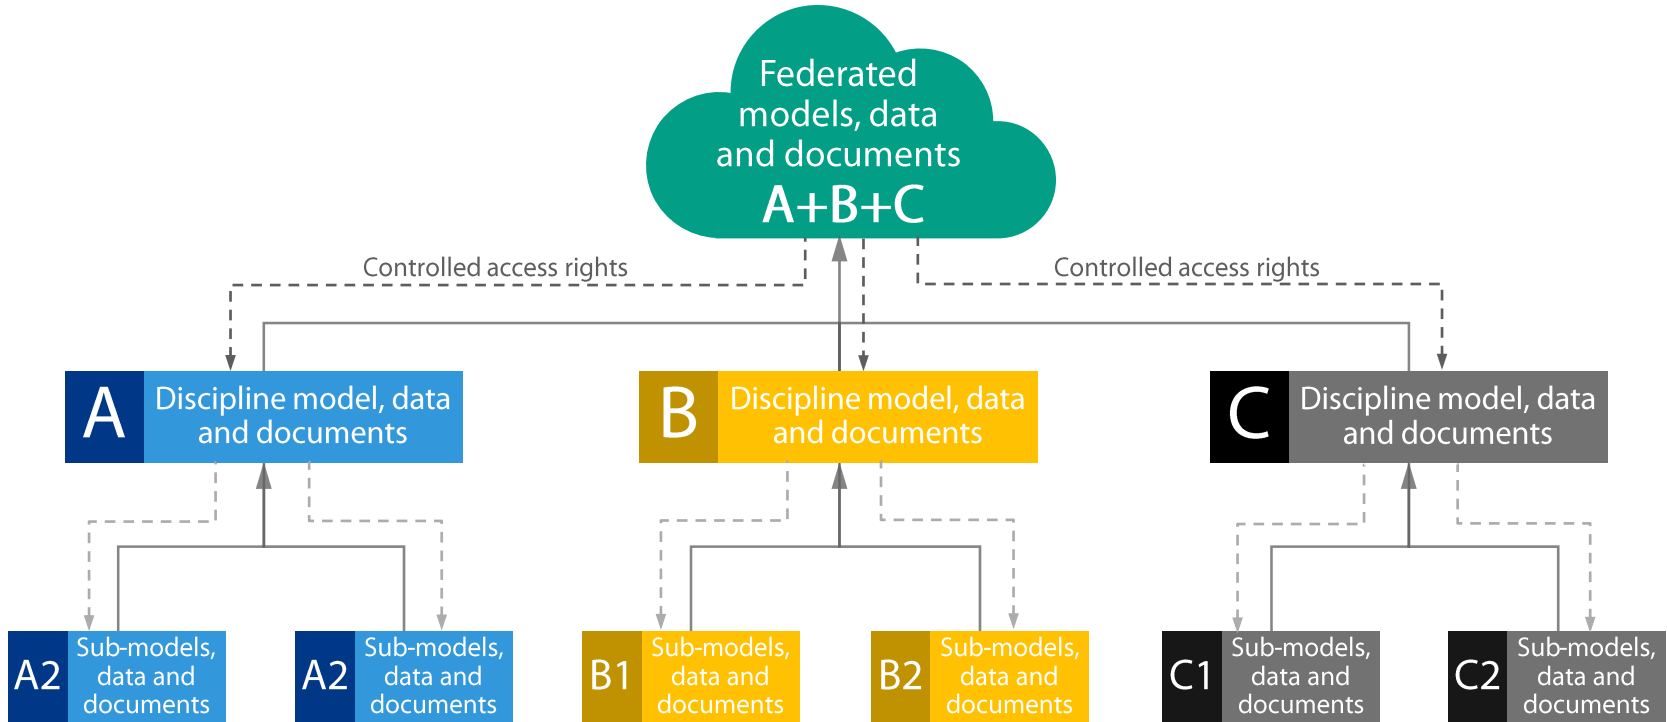 Federated
models, data
and documents
A+B+C
Controlled access rights
Controlled access rights
A
Discipline model, data
and documents
B
Discipline model, data
and documents
C
Discipline model, data
and documents
A2
Sub-models,
data and
documents
A2
Sub-models,
data and
documents
B1
Sub-models,
data and
documents
B2
Sub-models,
data and
documents
C1
Sub-models,
data and
documents
C2
Sub-models,
data and
documents